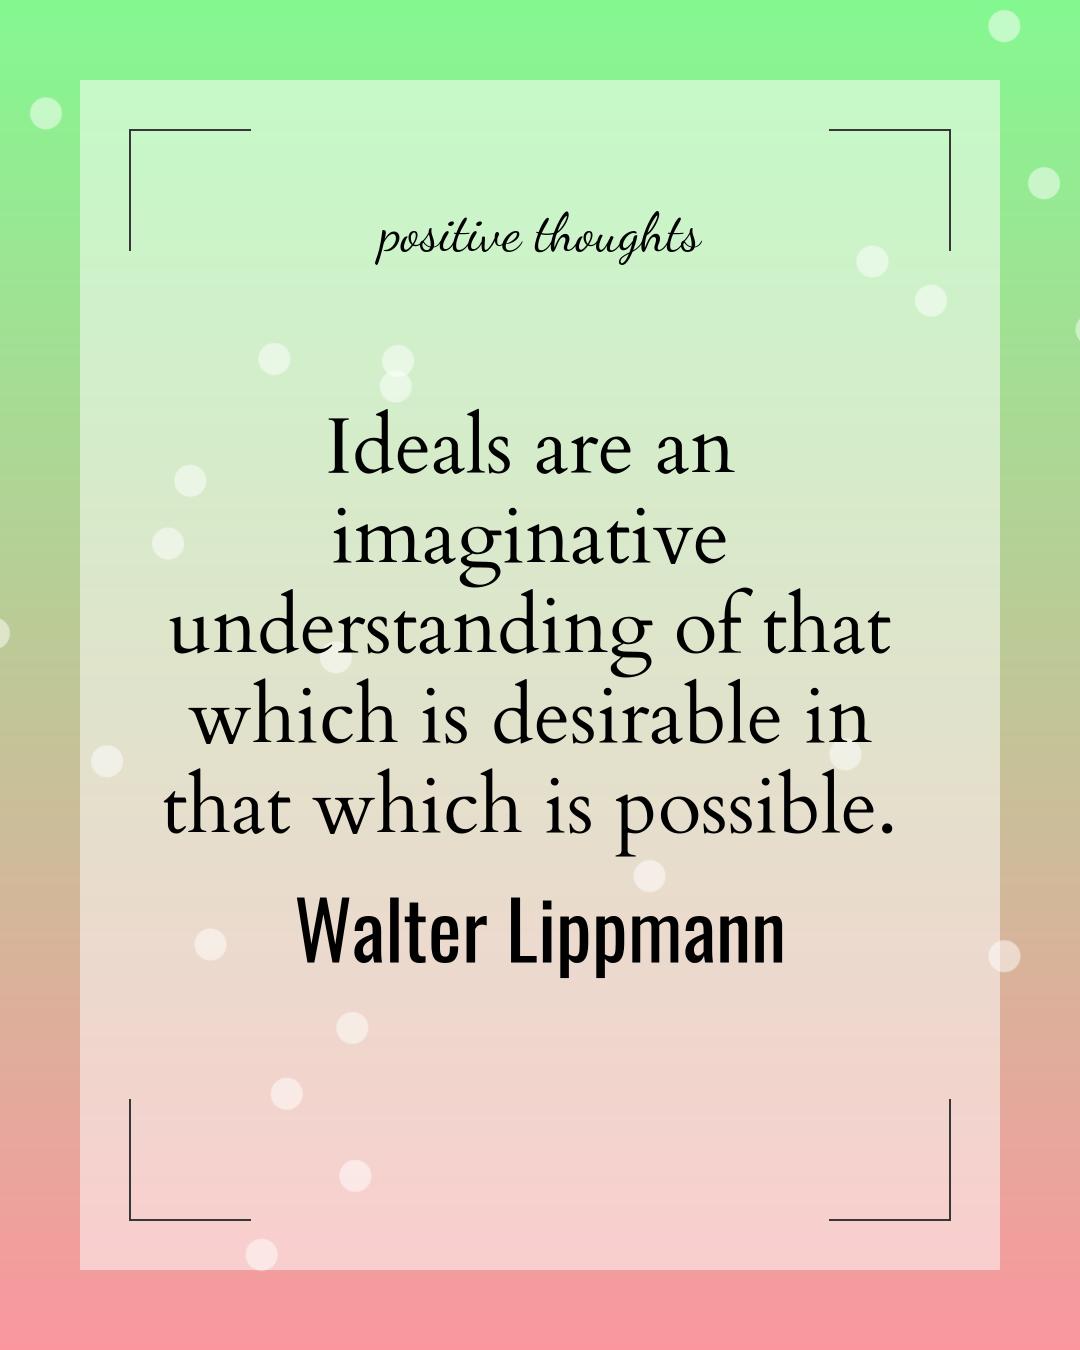 positive thoughts
Ideals are an
imaginative
understanding of that
which is desirable in
that which is possible.
Walter Lippmann